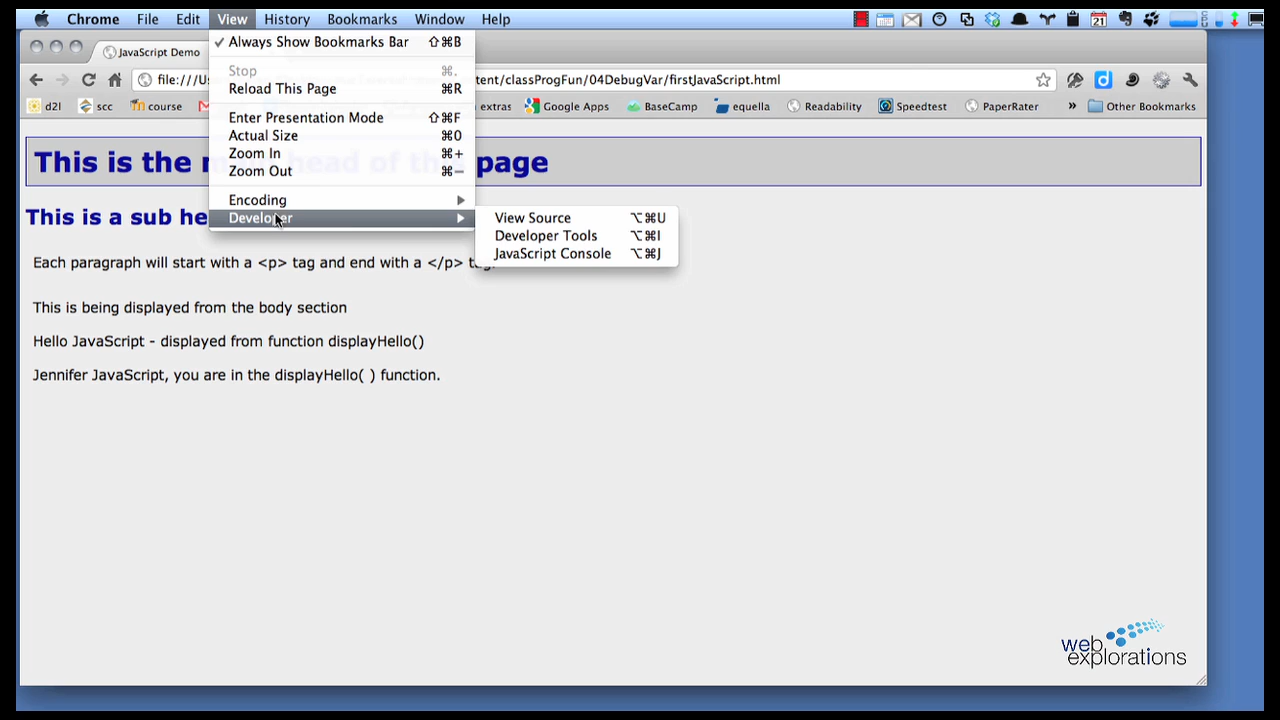 Chrome File Edit View History Bookmarks Window Help
21
JavaScript Demo
Always Show Bookmarks Bar ⇧⌘B
Stop ⌘.
Reload This Page ⌘R
Enter Presentation Mode ⇧⌘F
Actual Size ⌘0
Zoom In ⌘+
Zoom Out ⌘−
Encoding
Developer
View Source ⌥⌘U
Developer Tools ⌥⌘I
JavaScript Console ⌥⌘J
file:///U ent/classProgFun/04DebugVar/firstJavaScript.html
d2l scc course extras Google Apps BaseCamp equella Readability Speedtest PaperRater » Other Bookmarks
This is the main head of this page
This is a sub he
Each paragraph will start with a <p> tag and end with a </p> tag.
This is being displayed from the body section
Hello JavaScript - displayed from function displayHello()
Jennifer JavaScript, you are in the displayHello( ) function.
web
explorations